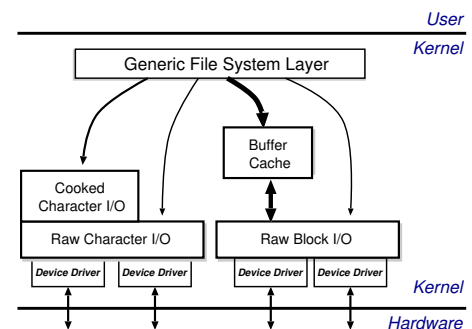 User
Kernel
Generic File System Layer
Buffer
Cache
Cooked
Character I/O
Raw Character I/O
Raw Block I/O
Device Driver
Device Driver
Device Driver
Device Driver
Kernel
Hardware